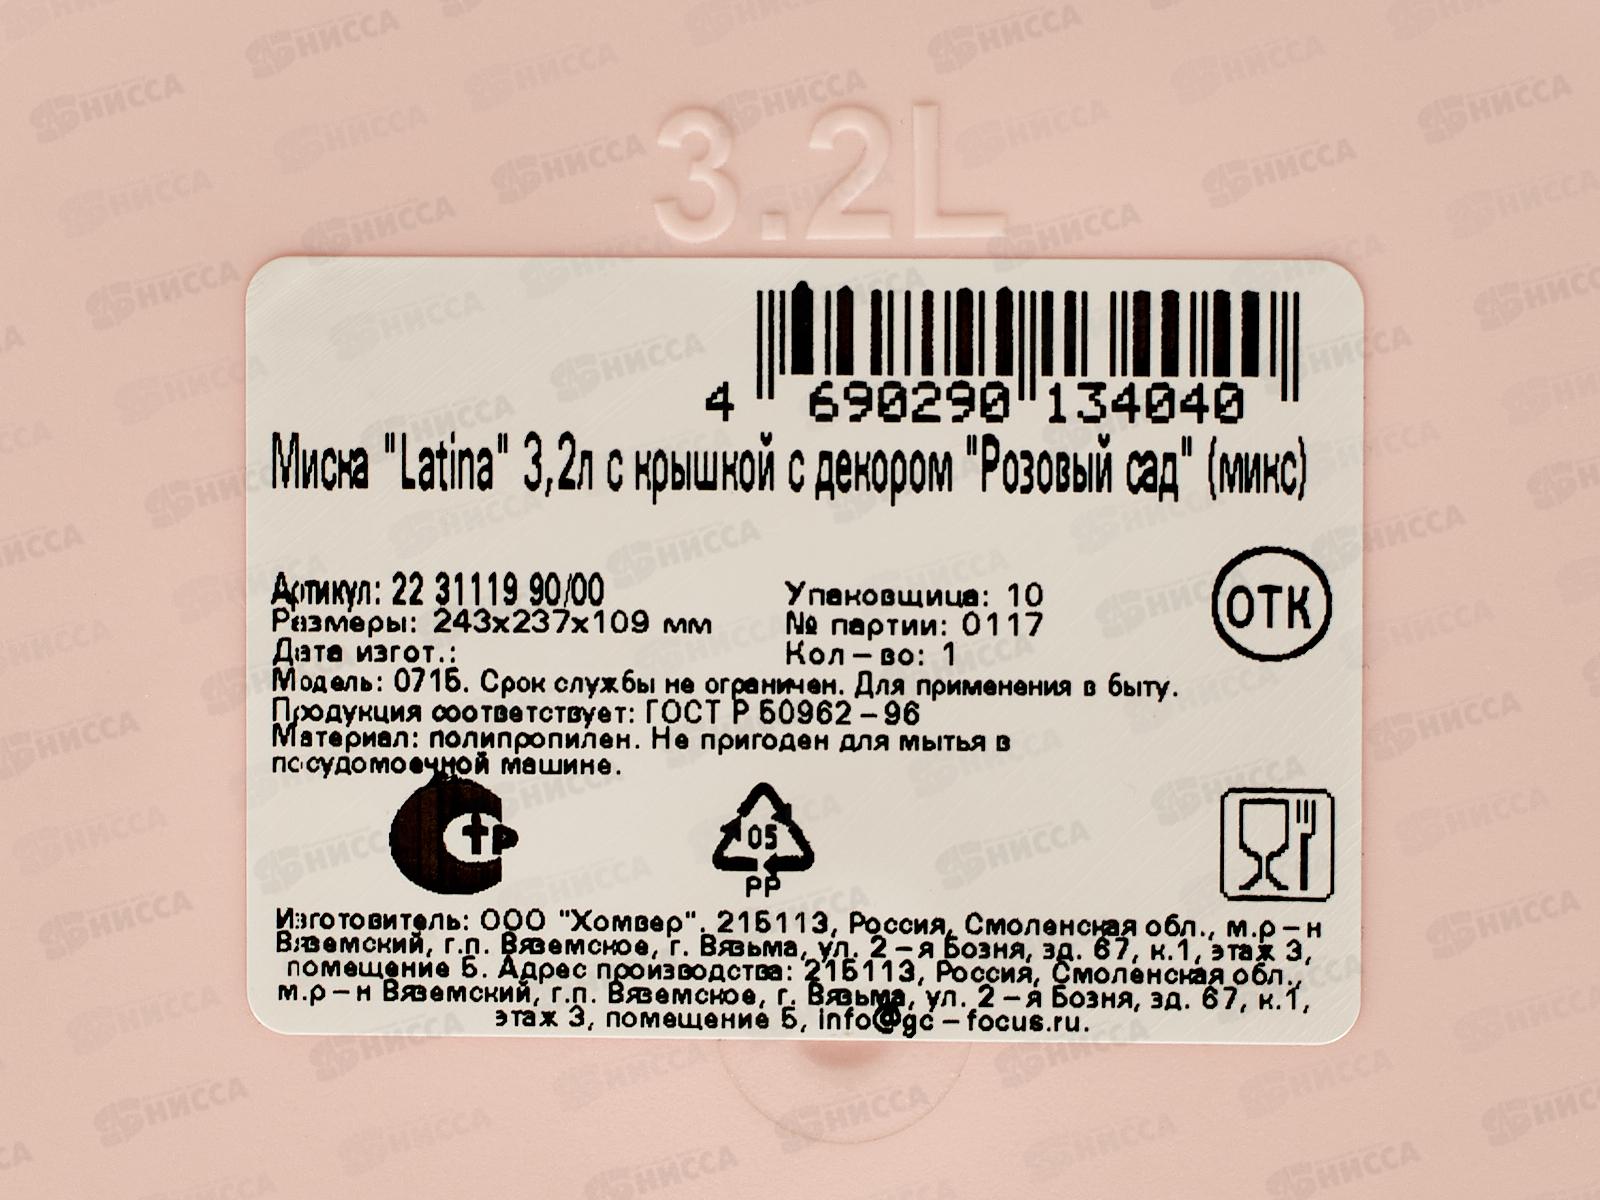 3.2L
4 690290 134040
Миска "Latina" 3,2л с крышкой с декором "Розовый сад" (микс)
Артикул: 22 31119 90/00
Размеры: 243x237x109 мм
Дата изгот.:
Упаковщица: 10
№ партии: 0117
Кол-во: 1
ОТК
Модель: 0715. Срок службы не ограничен. Для применения в быту.
Продукция соответствует: ГОСТ Р 50962-96
Материал: полипропилен. Не пригоден для мытья в
посудомоечной машине.
тр
05
PP
Изготовитель: ООО "Хомвер". 215113, Россия, Смоленская обл., м.р-н
Вяземский, г.п. Вяземское, г. Вязьма, ул. 2-я Бозня, зд. 67, к.1, этаж 3,
помещение 5. Адрес производства: 215113, Россия, Смоленская обл.,
м.р-н Вяземский, г.п. Вяземское, г. Вязьма, ул. 2-я Бозня, зд. 67, к.1,
этаж 3, помещение 5, info@gc-focus.ru.
НИССА